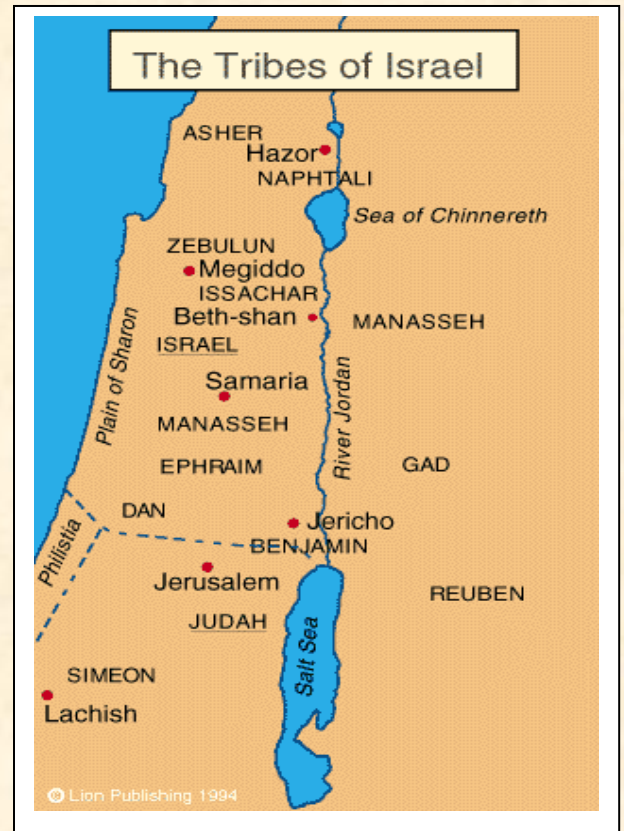 The Tribes of Israel
ASHER
Hazor
NAPHTALI
Sea of Chinnereth
ZEBULUN
Megiddo
ISSACHAR
Beth-shan
MANASSEH
ISRAEL
Plain of Sharon
Samaria
River Jordan
MANASSEH
EPHRAIM
GAD
DAN
Jericho
Philistia
BENJAMIN
Jerusalem
REUBEN
JUDAH
Salt Sea
SIMEON
Lachish
© Lion Publishing 1994